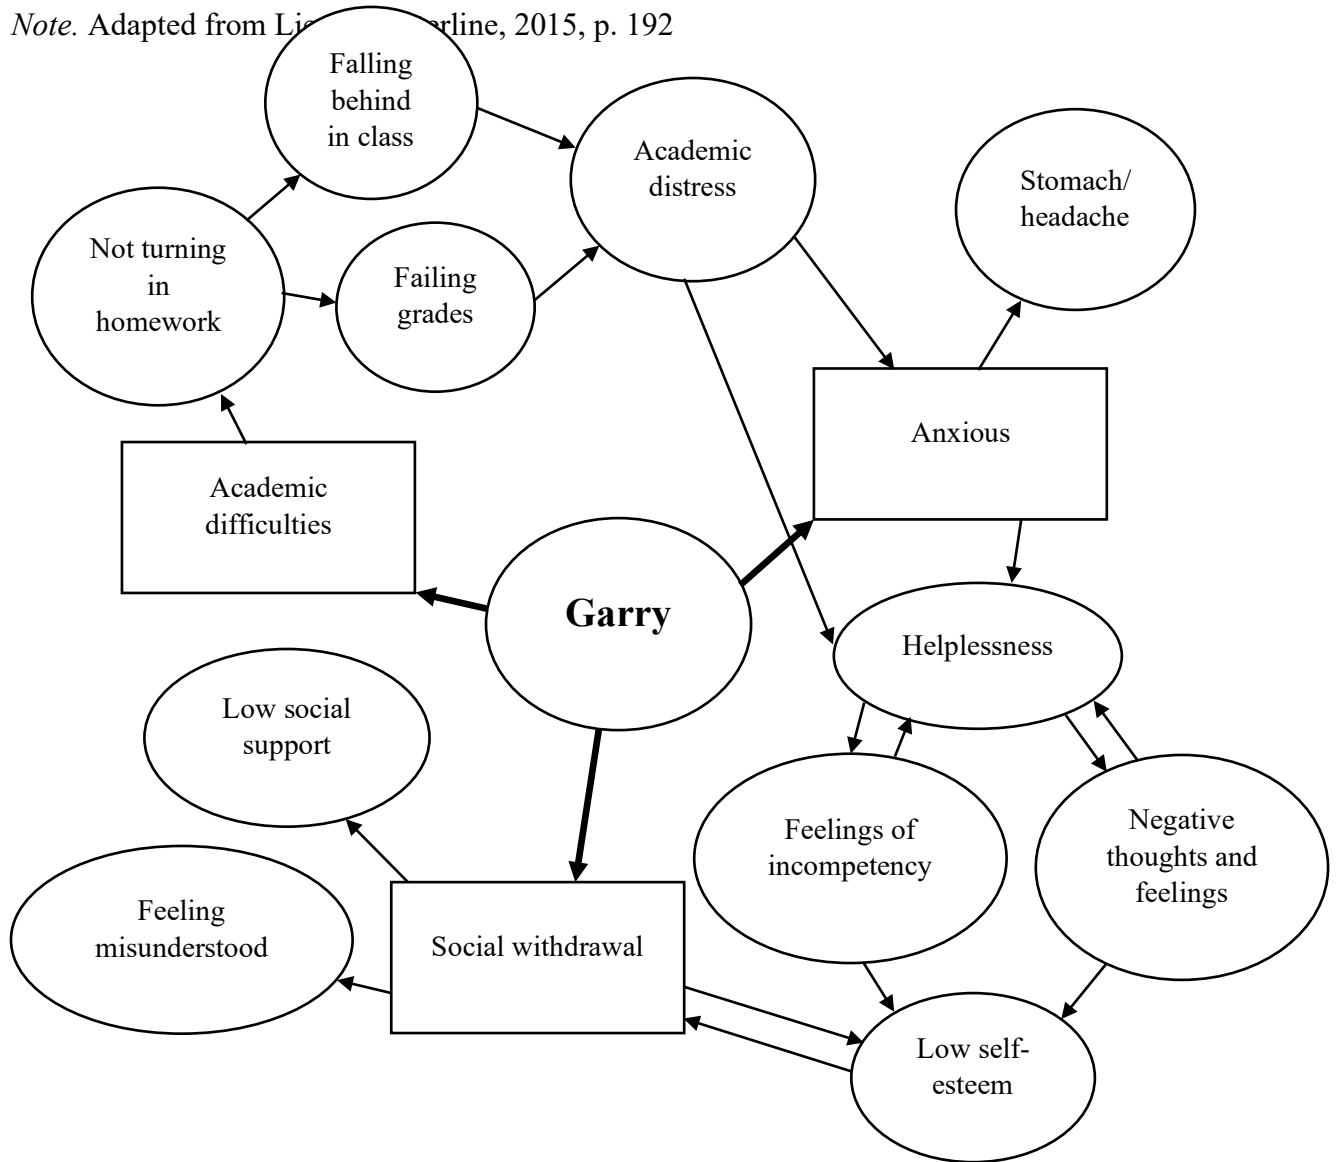 Note. Adapted from Lie rline, 2015, p. 192
Falling
behind
in class
Academic
distress
Stomach/
headache
Not turning
in
homework
Failing
grades
Anxious
Academic
difficulties
Garry
Helplessness
Low social
support
Feelings of
incompetency
Negative
thoughts and
feelings
Feeling
misunderstood
Social withdrawal
Low self-
esteem